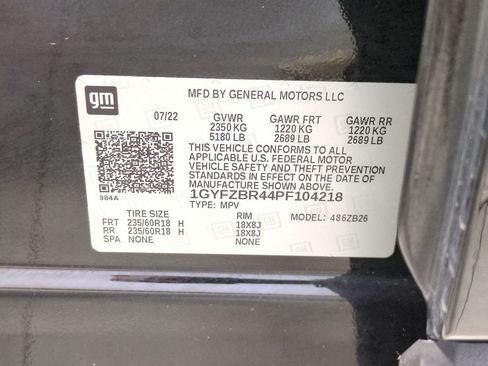 gm
MFD BY GENERAL MOTORS LLC
07/22 GVWR GAWR FRT GAWR RR
2350 KG 1220 KG 1220 KG
5180 LB 2689 LB 2689 LB
THIS VEHICLE CONFORMS TO ALL
APPLICABLE U.S. FEDERAL MOTOR
VEHICLE SAFETY AND THEFT PREVENTION
STANDARDS IN EFFECT ON THE DATE OF
MANUFACTURE SHOWN ABOVE.
384A 1GYFZBR44PF104218
TYPE: MPV MODEL: 486ZB26
TIRE SIZE RIM
FRT 235/60R18 H 18X8J
RR 235/60R18 H 18X8J
SPA NONE NONE